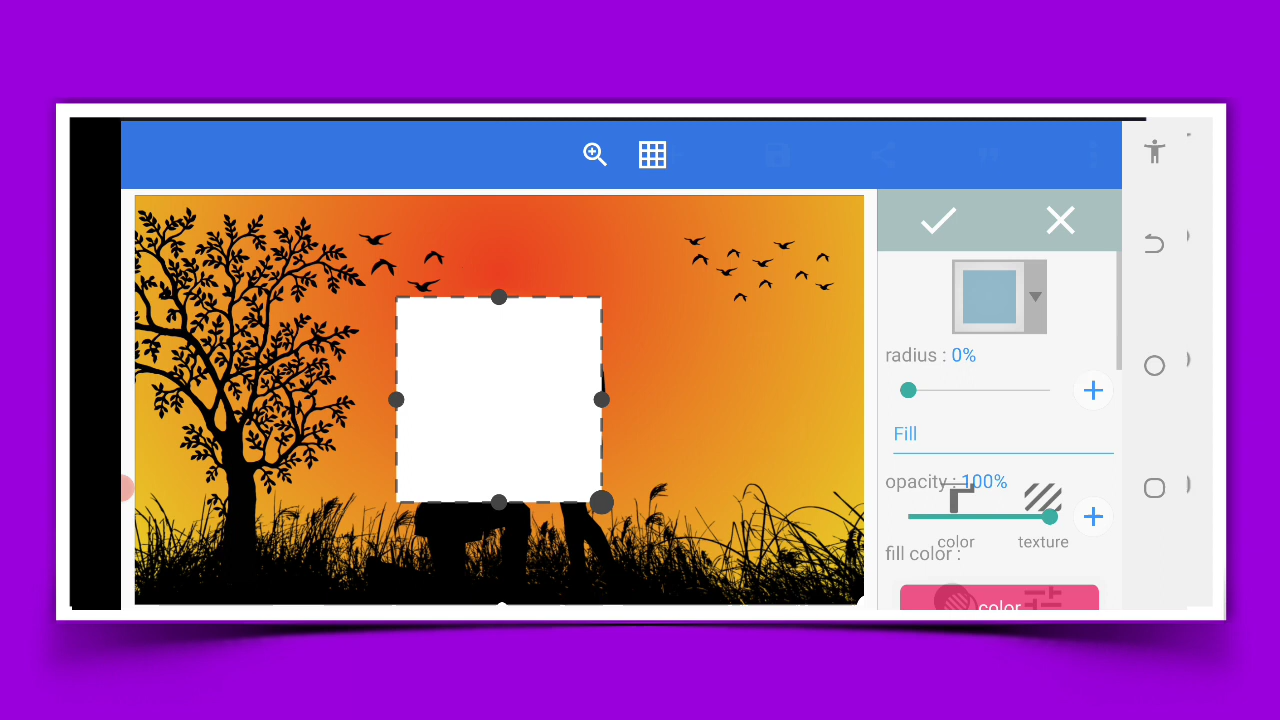 radius : 0%
Fill
opacity : 100%
color
texture
fill color :
color